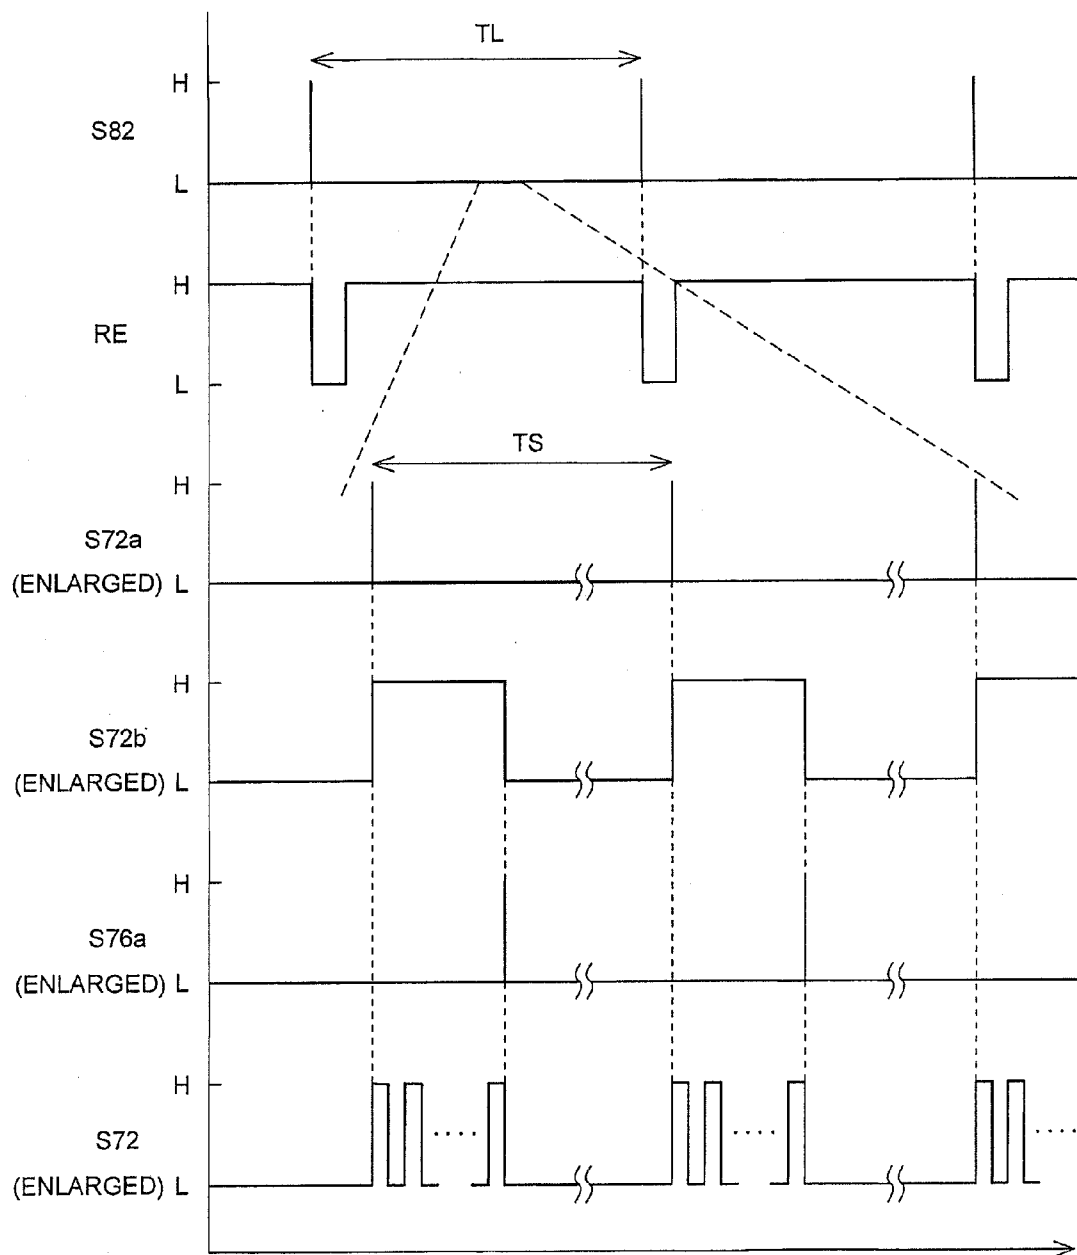 TL
H
S82
L
H
RE
L
TS
H
S72a
(ENLARGED) L
H
S72b
(ENLARGED) L
H
S76a
(ENLARGED) L
H
S72
(ENLARGED) L